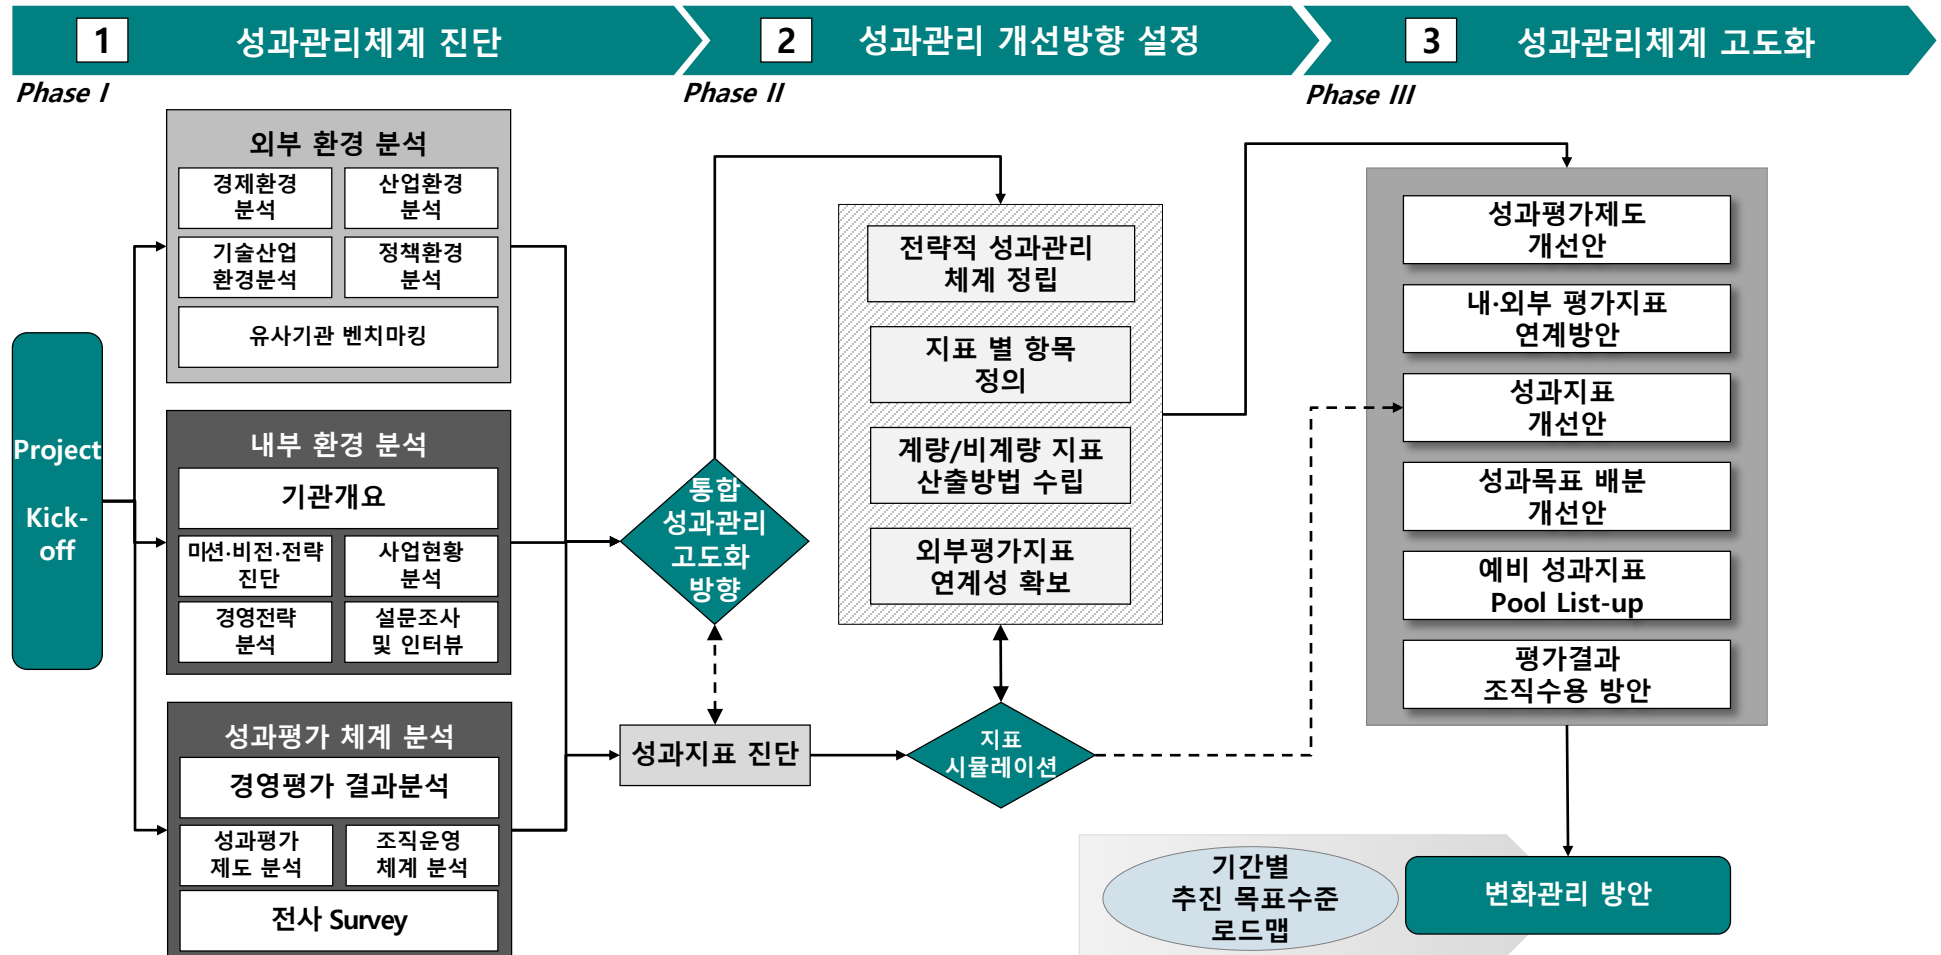 1
성과관리체계 진단
2
성과관리 개선방향 설정
3
성과관리체계 고도화
Phase I
Phase II
Phase III
Project
Kick-
off
외부 환경 분석
경제환경
분석
산업환경
분석
기술산업
환경분석
정책환경
분석
유사기관 벤치마킹
내부 환경 분석
기관개요
미션·비전·전략
진단
사업현황
분석
경영전략
분석
설문조사
및 인터뷰
성과평가 체계 분석
경영평가 결과분석
성과평가
제도 분석
조직운영
체계 분석
전사 Survey
통합
성과관리
고도화
방향
성과지표 진단
전략적 성과관리
체계 정립
지표 별 항목
정의
계량/비계량 지표
산출방법 수립
외부평가지표
연계성 확보
지표
시뮬레이션
성과평가제도
개선안
내·외부 평가지표
연계방안
성과지표
개선안
성과목표 배분
개선안
예비 성과지표
Pool List-up
평가결과
조직수용 방안
기간별
추진 목표수준
로드맵
변화관리 방안